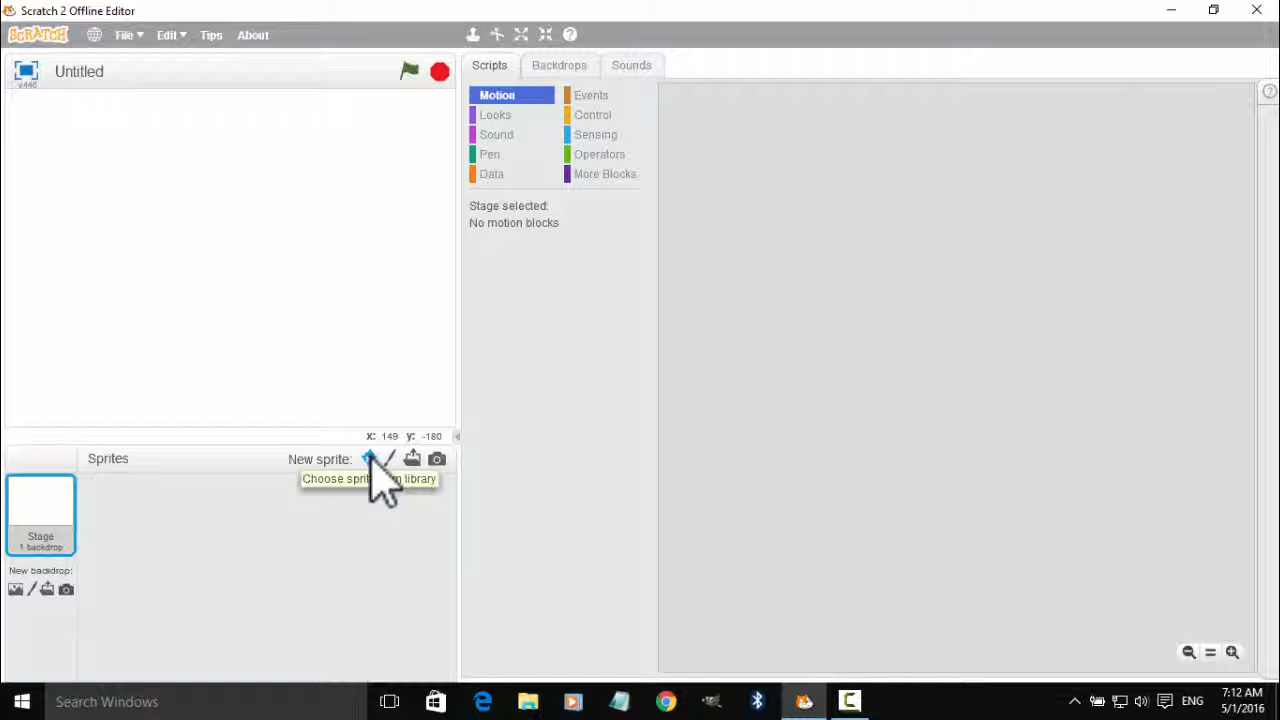 Scratch 2 Offline Editor
SCRATCH File Edit Tips About
v446 Untitled
Scripts Backdrops Sounds
Motion Events
Looks Control
Sound Sensing
Pen Operators
Data More Blocks
Stage selected:
No motion blocks
x: 149 y: -180
Sprites New sprite:
Choose sprit library
Stage
1 backdrop
New backdrop:
Search Windows
ENG
7:12 AM
5/1/2016